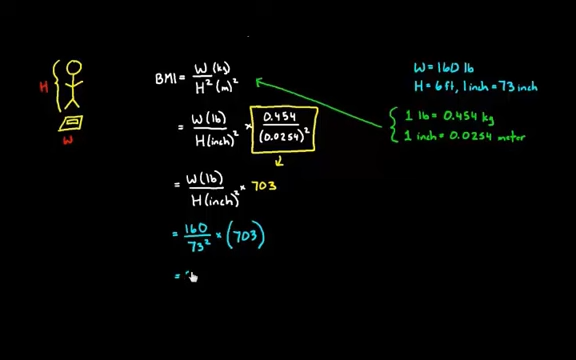 H
W
BMI = W (kg) / H² (m)²
= W (lb) / H (inch)² × 0.454 / (0.0254)²
= W (lb) / H (inch)² × 703
= 160 / 73² × (703)
=
W = 160 lb
H = 6 ft, 1 inch = 73 inch
1 lb = 0.454 kg
1 inch = 0.0254 meter